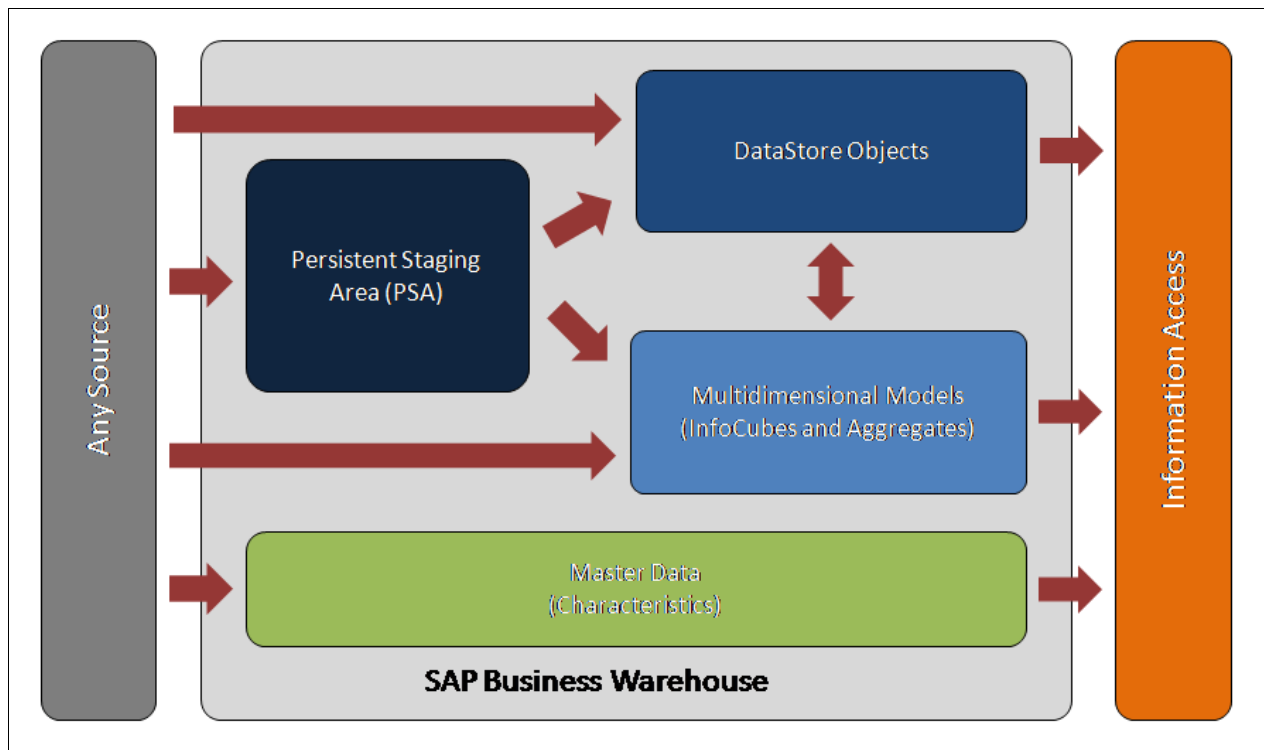 Any Source
DataStore Objects
Persistent Staging
Area (PSA)
Multidimensional Models
(InfoCubes and Aggregates)
Master Data
(Characteristics)
SAP Business Warehouse
Information Access